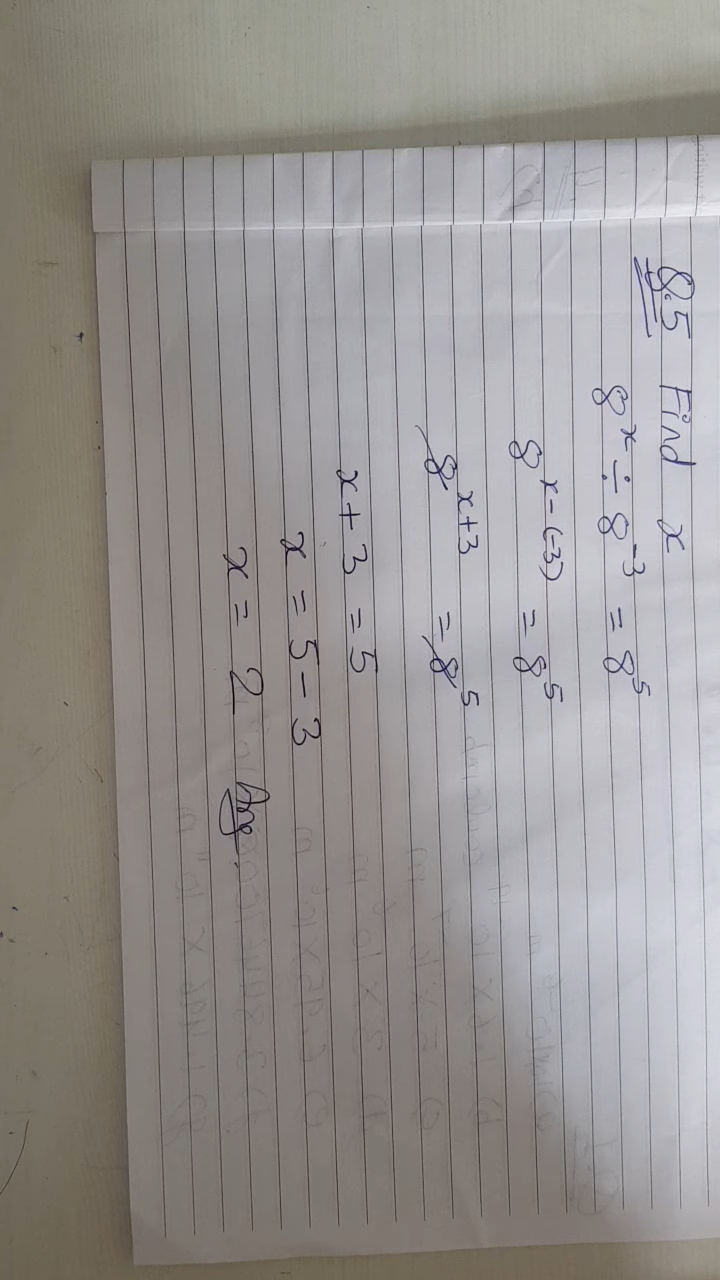 Q.5 Find x
8^x ÷ 8^-3 = 8^5
8^x-(-3) = 8^5
8^x+3 = 8^5
x + 3 = 5
x = 5 - 3
x = 2 Ans.